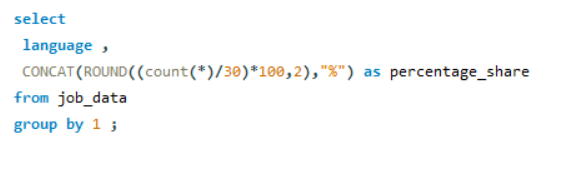 select
language ,
CONCAT(ROUND((count(*)/30)*100,2),"%") as percentage_share
from job_data
group by 1 ;